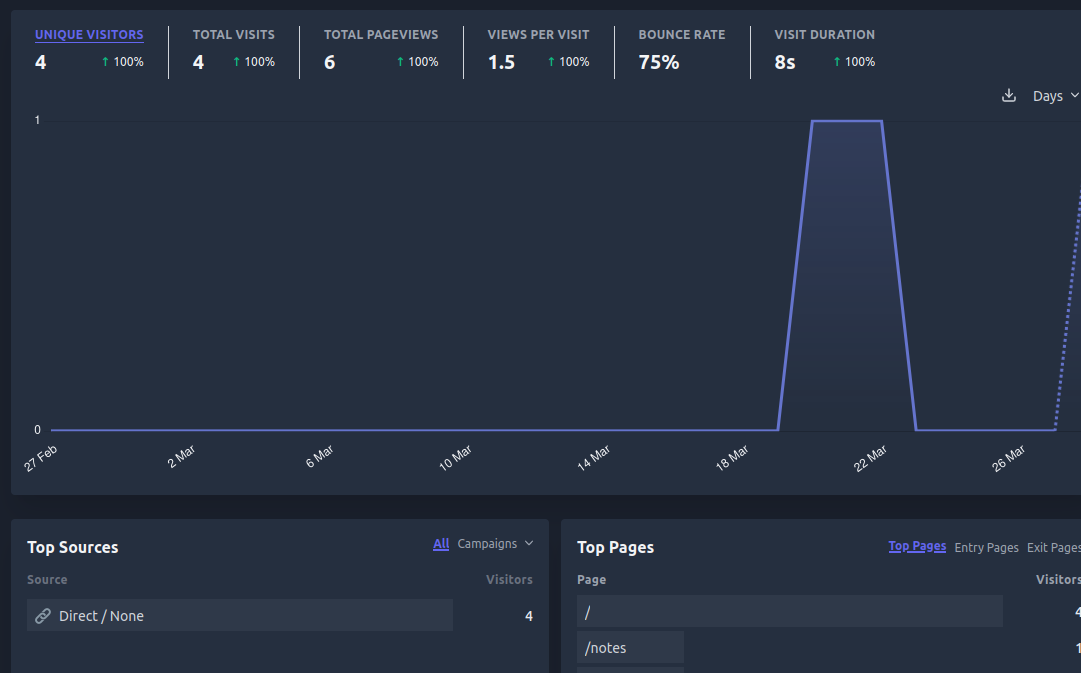 UNIQUE VISITORS TOTAL VISITS TOTAL PAGEVIEWS VIEWS PER VISIT BOUNCE RATE VISIT DURATION
4 ↑ 100% 4 ↑ 100% 6 ↑ 100% 1.5 ↑ 100% 75% 8s ↑ 100%
Days
1
0
27 Feb 2 Mar 6 Mar 10 Mar 14 Mar 18 Mar 22 Mar 26 Mar
Top Sources All Campaigns
Source Visitors
Direct / None 4
Top Pages Top Pages Entry Pages Exit Pages
Page Visitors
/ 4
/notes 1